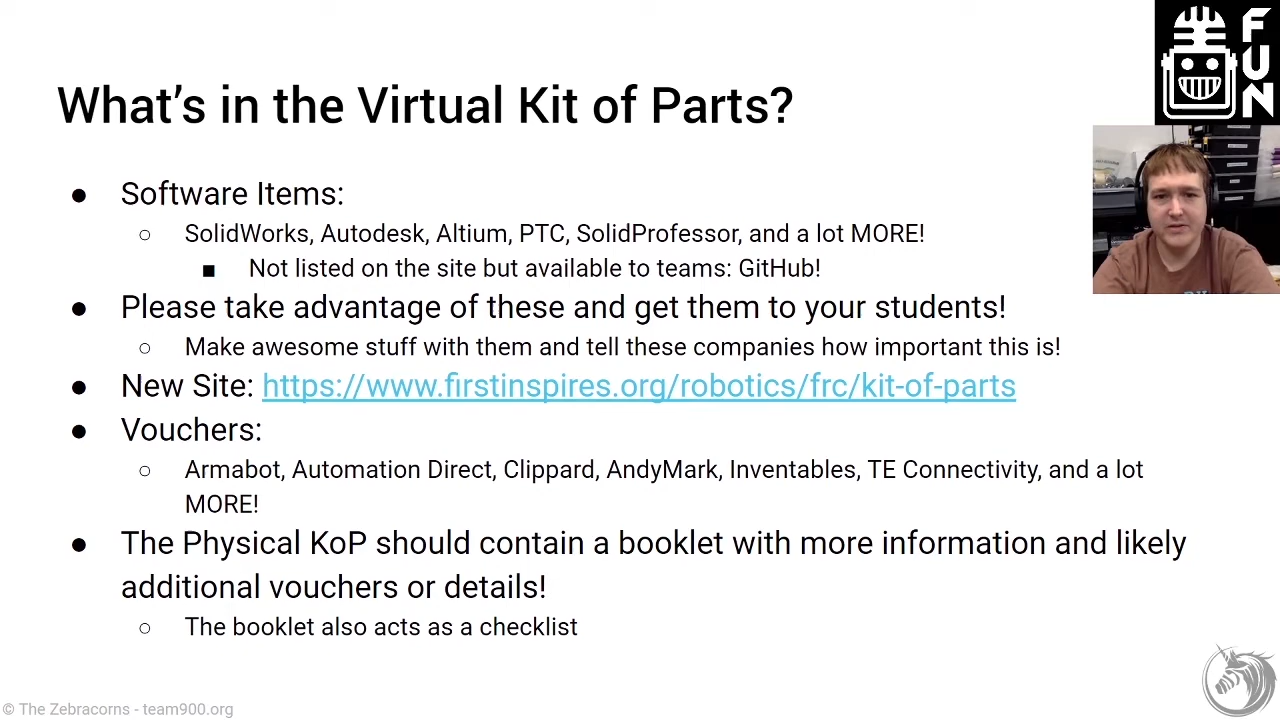 FUN
What's in the Virtual Kit of Parts?
● Software Items:
○ SolidWorks, Autodesk, Altium, PTC, SolidProfessor, and a lot MORE!
■ Not listed on the site but available to teams: GitHub!
● Please take advantage of these and get them to your students!
○ Make awesome stuff with them and tell these companies how important this is!
● New Site: https://www.firstinspires.org/robotics/frc/kit-of-parts
● Vouchers:
○ Armabot, Automation Direct, Clippard, AndyMark, Inventables, TE Connectivity, and a lot
MORE!
● The Physical KoP should contain a booklet with more information and likely
additional vouchers or details!
○ The booklet also acts as a checklist
© The Zebracorns - team900.org